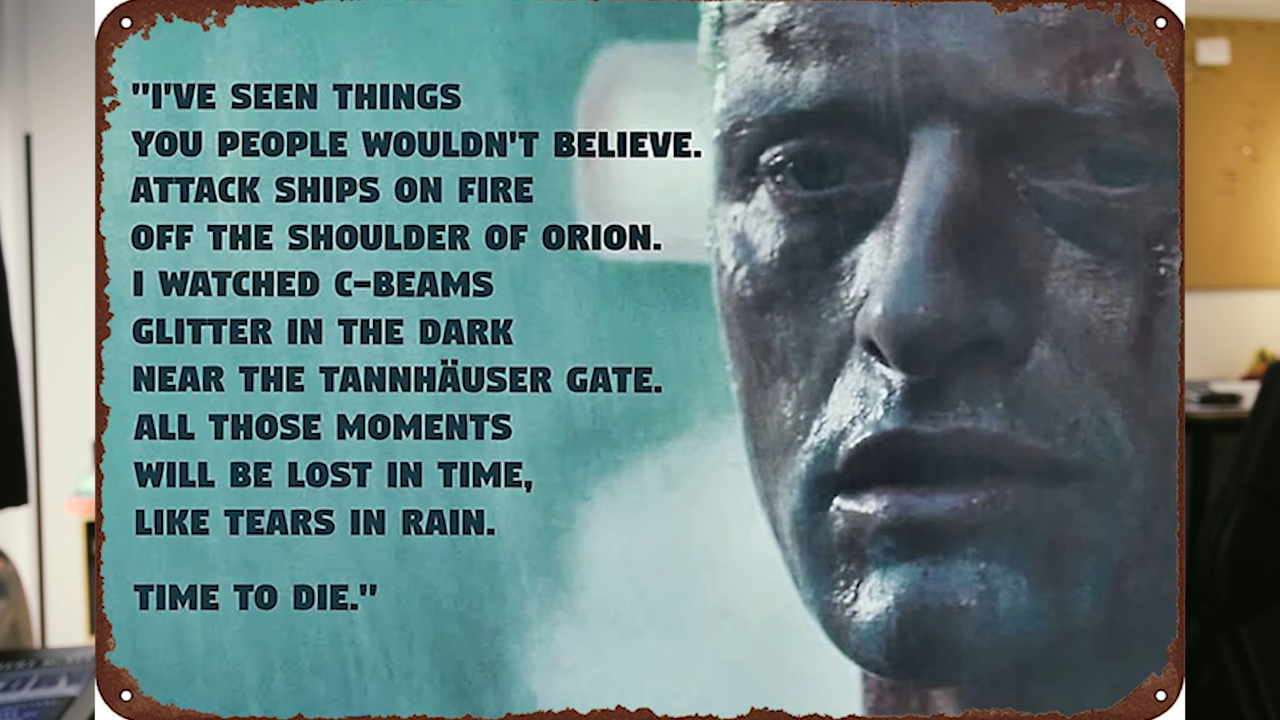 "I'VE SEEN THINGS
YOU PEOPLE WOULDN'T BELIEVE.
ATTACK SHIPS ON FIRE
OFF THE SHOULDER OF ORION.
I WATCHED C-BEAMS
GLITTER IN THE DARK
NEAR THE TANNHÄUSER GATE.
ALL THOSE MOMENTS
WILL BE LOST IN TIME,
LIKE TEARS IN RAIN.
TIME TO DIE."